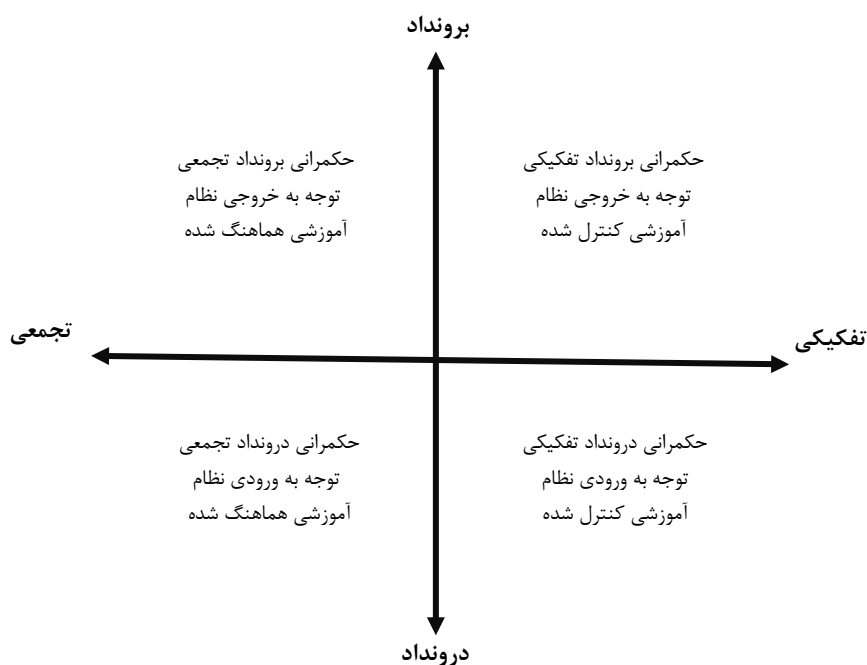 برونداد
حکمرانی برونداد تفکیکی
توجه به خروجی نظام
آموزشی کنترل شده
حکمرانی برونداد تجمعی
توجه به خروجی نظام
آموزشی هماهنگ شده
تفکیکی
تجمعی
حکمرانی درونداد تفکیکی
توجه به ورودی نظام
آموزشی کنترل شده
حکمرانی درونداد تجمعی
توجه به ورودی نظام
آموزشی هماهنگ شده
درونداد